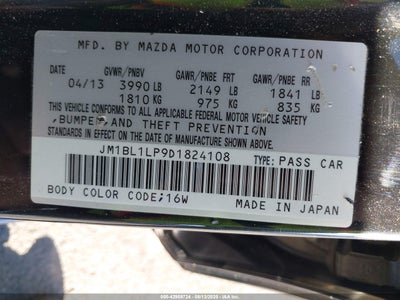 MFD. BY MAZDA MOTOR CORPORATION
DATE GVWR/PNBV GAWR/PNBE FRT GAWR/PNBE RR
04/13 3990 LB 2149 LB 1841 LB
1810 KG 975 KG 835 KG
THIS VEHICLE CONFORMS TO ALL APPLICABLE
FEDERAL MOTOR VEHICLE SAFETY
,BUMPER,AND THEFT PREVENTION
STANDARDS IN EFFECT ON THE DATE OF MANUFACTURE SHOWN ABOVE.
JM1BL1LP9D1824108 TYPE: PASS CAR
BODY COLOR CODE;16W
MADE IN JAPAN